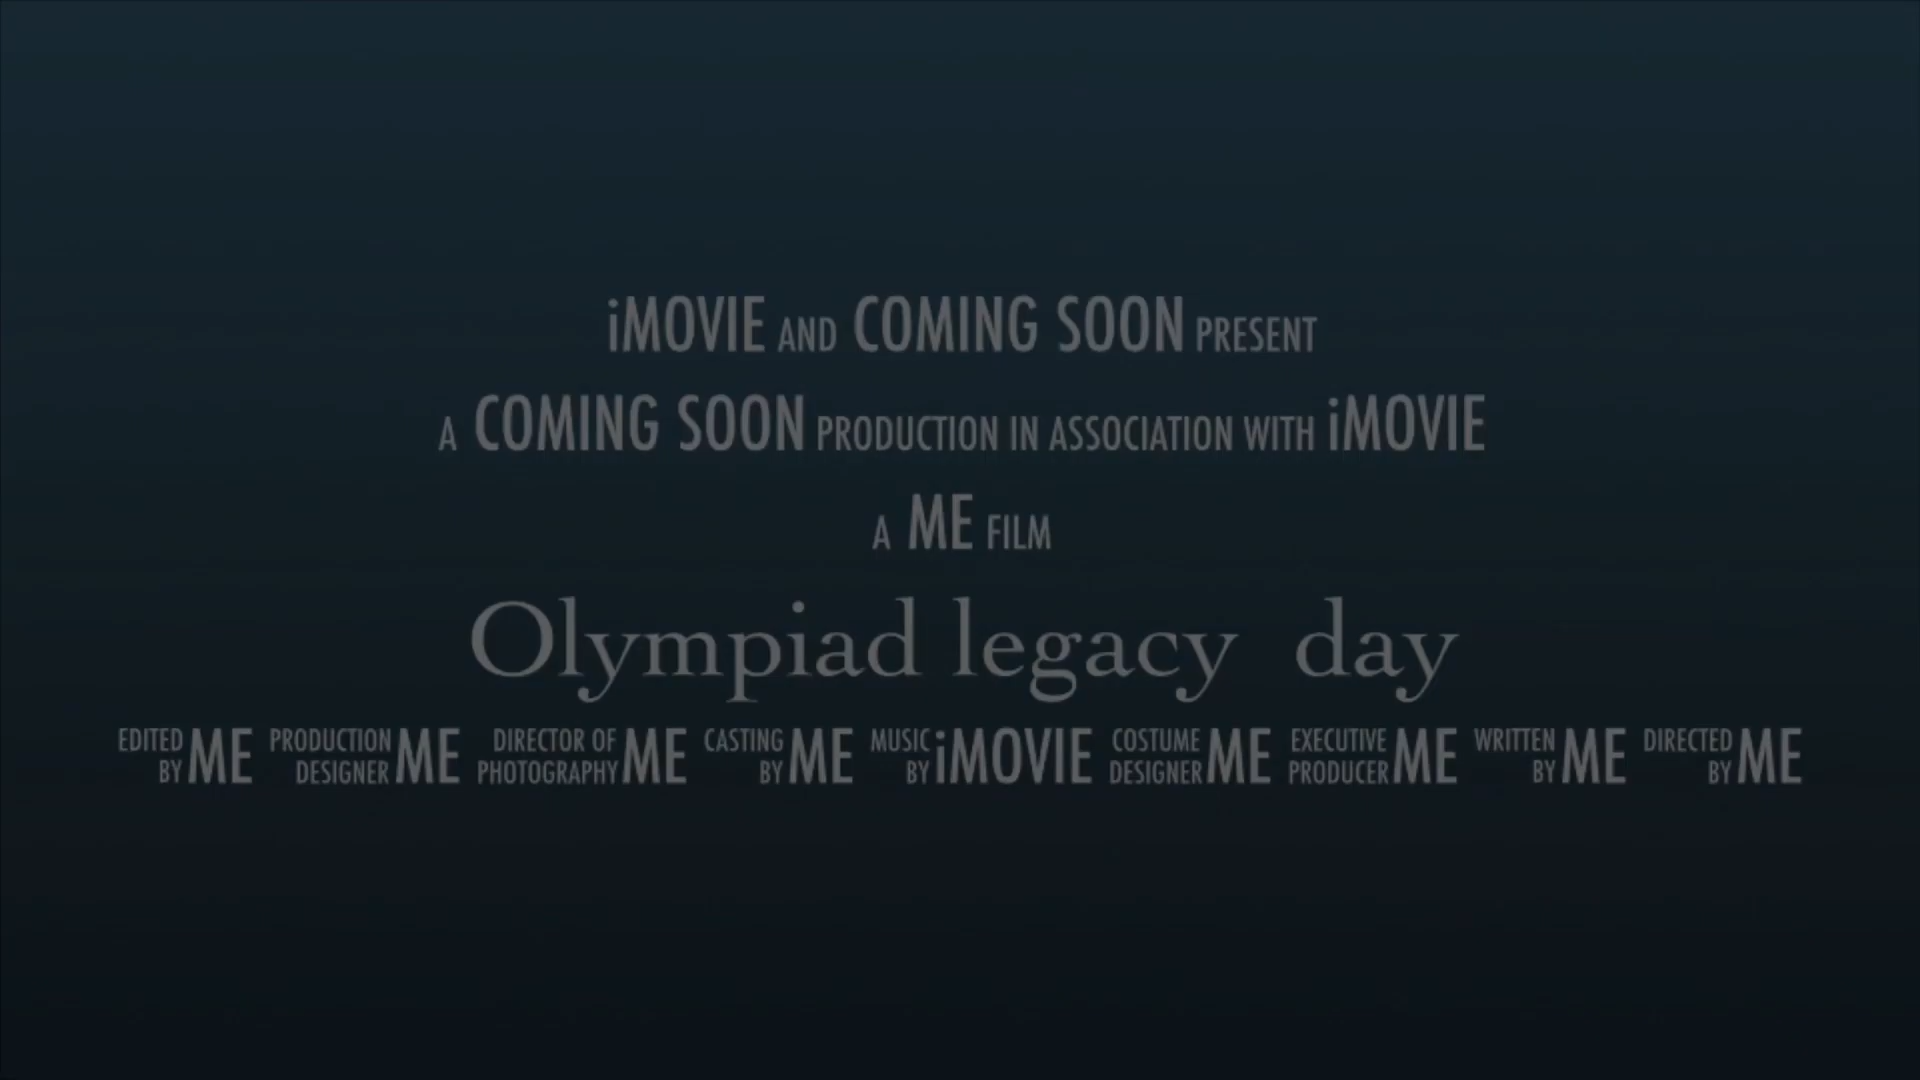 iMOVIE AND COMING SOON PRESENT
A COMING SOON PRODUCTION IN ASSOCIATION WITH iMOVIE
A ME FILM
Olympiad legacy  day
EDITED BY ME PRODUCTION DESIGNER ME DIRECTOR OF PHOTOGRAPHY ME CASTING BY ME MUSIC BY iMOVIE COSTUME DESIGNER ME EXECUTIVE PRODUCER ME WRITTEN BY ME DIRECTED BY ME